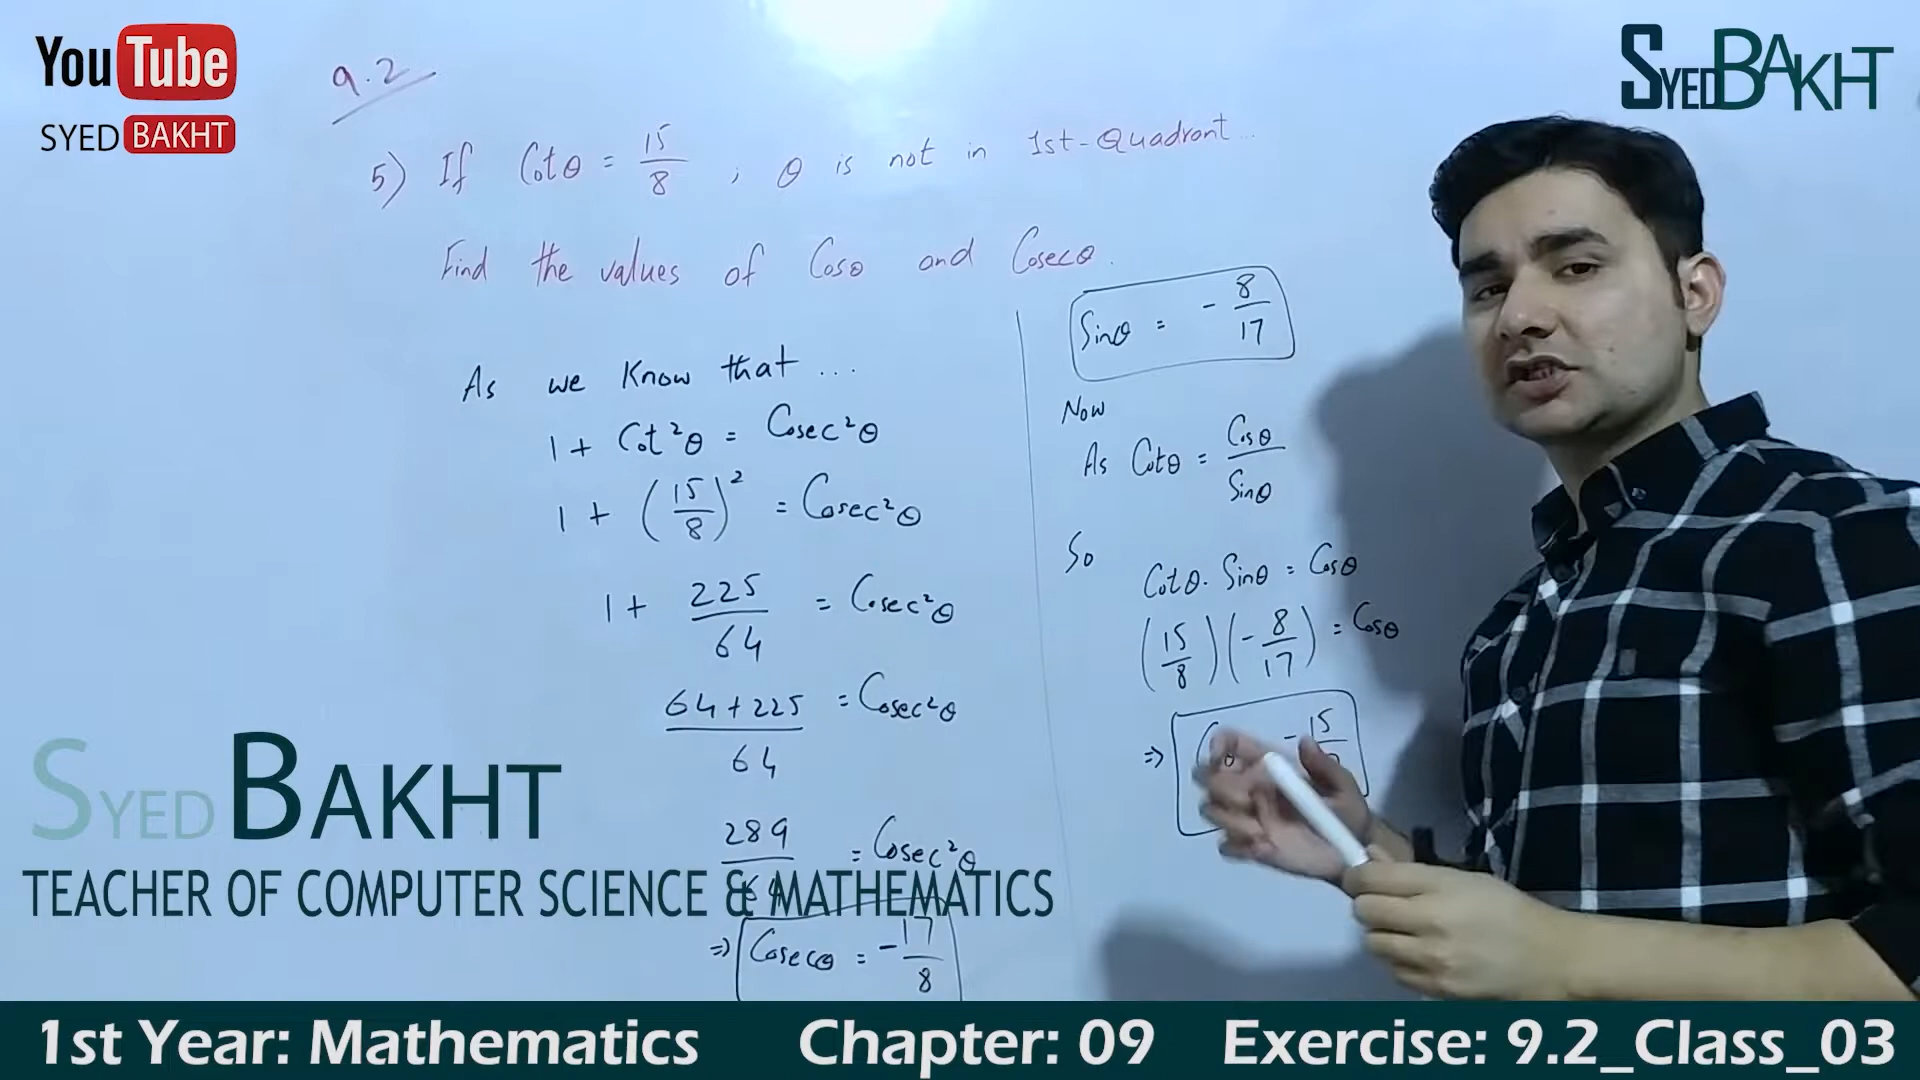 YouTube
SYED BAKHT
SYEDBAKHT
9.2
5) If Cotθ = 15/8 , θ is not in 1st-Quadrant...
Find the values of Cosθ and Cosecθ.
As we Know that ...
1 + Cot²θ = Cosec²θ
1 + (15/8)² = Cosec²θ
1 + 225/64 = Cosec²θ
64+225/64 = Cosec²θ
289/64 = Cosec²θ
=> Cosecθ = -17/8
Sinθ = -8/17
Now
As Cotθ = Cosθ/Sinθ
So
Cotθ. Sinθ = Cosθ
(15/8)(-8/17) = Cosθ
=> -15
SYED BAKHT
TEACHER OF COMPUTER SCIENCE & MATHEMATICS
1st Year: Mathematics Chapter: 09 Exercise: 9.2_Class_03